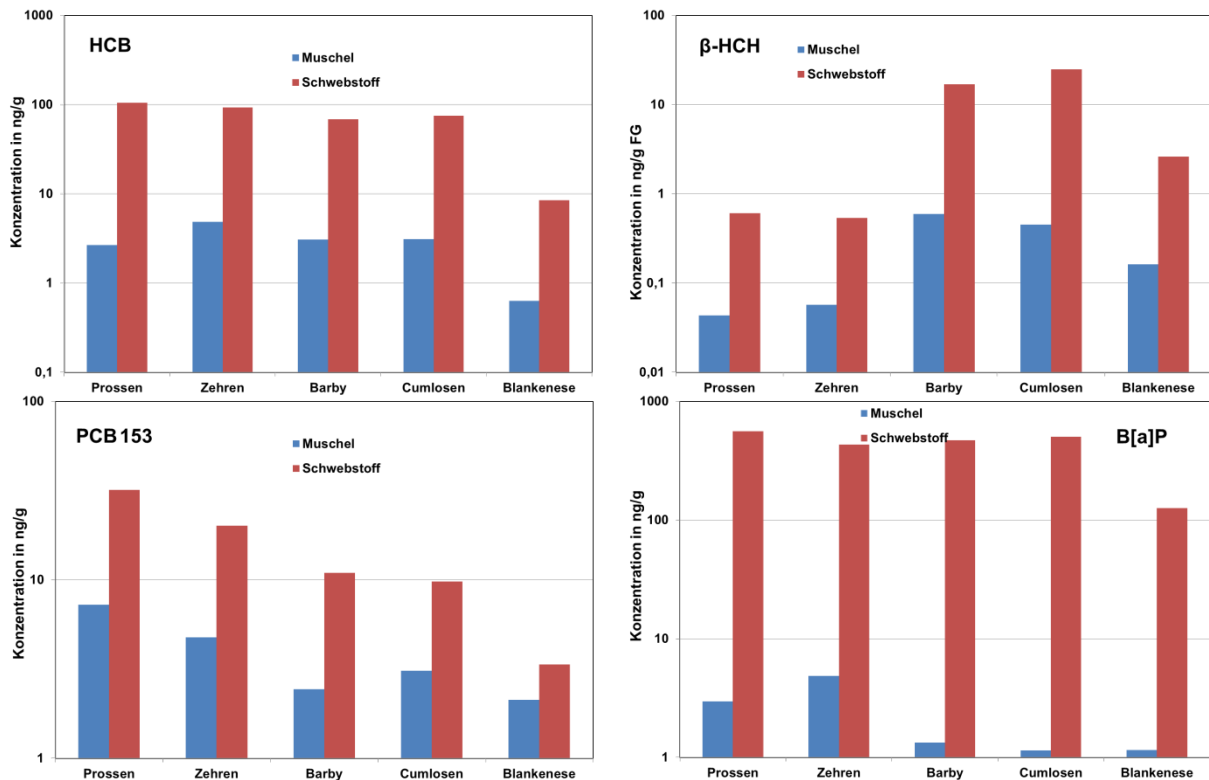 HCB
Muschel
Schwebstoff
Konzentration in ng/g
1000
100
10
1
0,1
Prossen Zehren Barby Cumlosen Blankenese
β-HCH
Muschel
Schwebstoff
Konzentration in ng/g FG
100
10
1
0,1
0,01
Prossen Zehren Barby Cumlosen Blankenese
PCB 153
Muschel
Schwebstoff
Konzentration in ng/g
100
10
1
Prossen Zehren Barby Cumlosen Blankenese
Muschel
Schwebstoff
B[a]P
Konzentration in ng/g
1000
100
10
1
Prossen Zehren Barby Cumlosen Blankenese